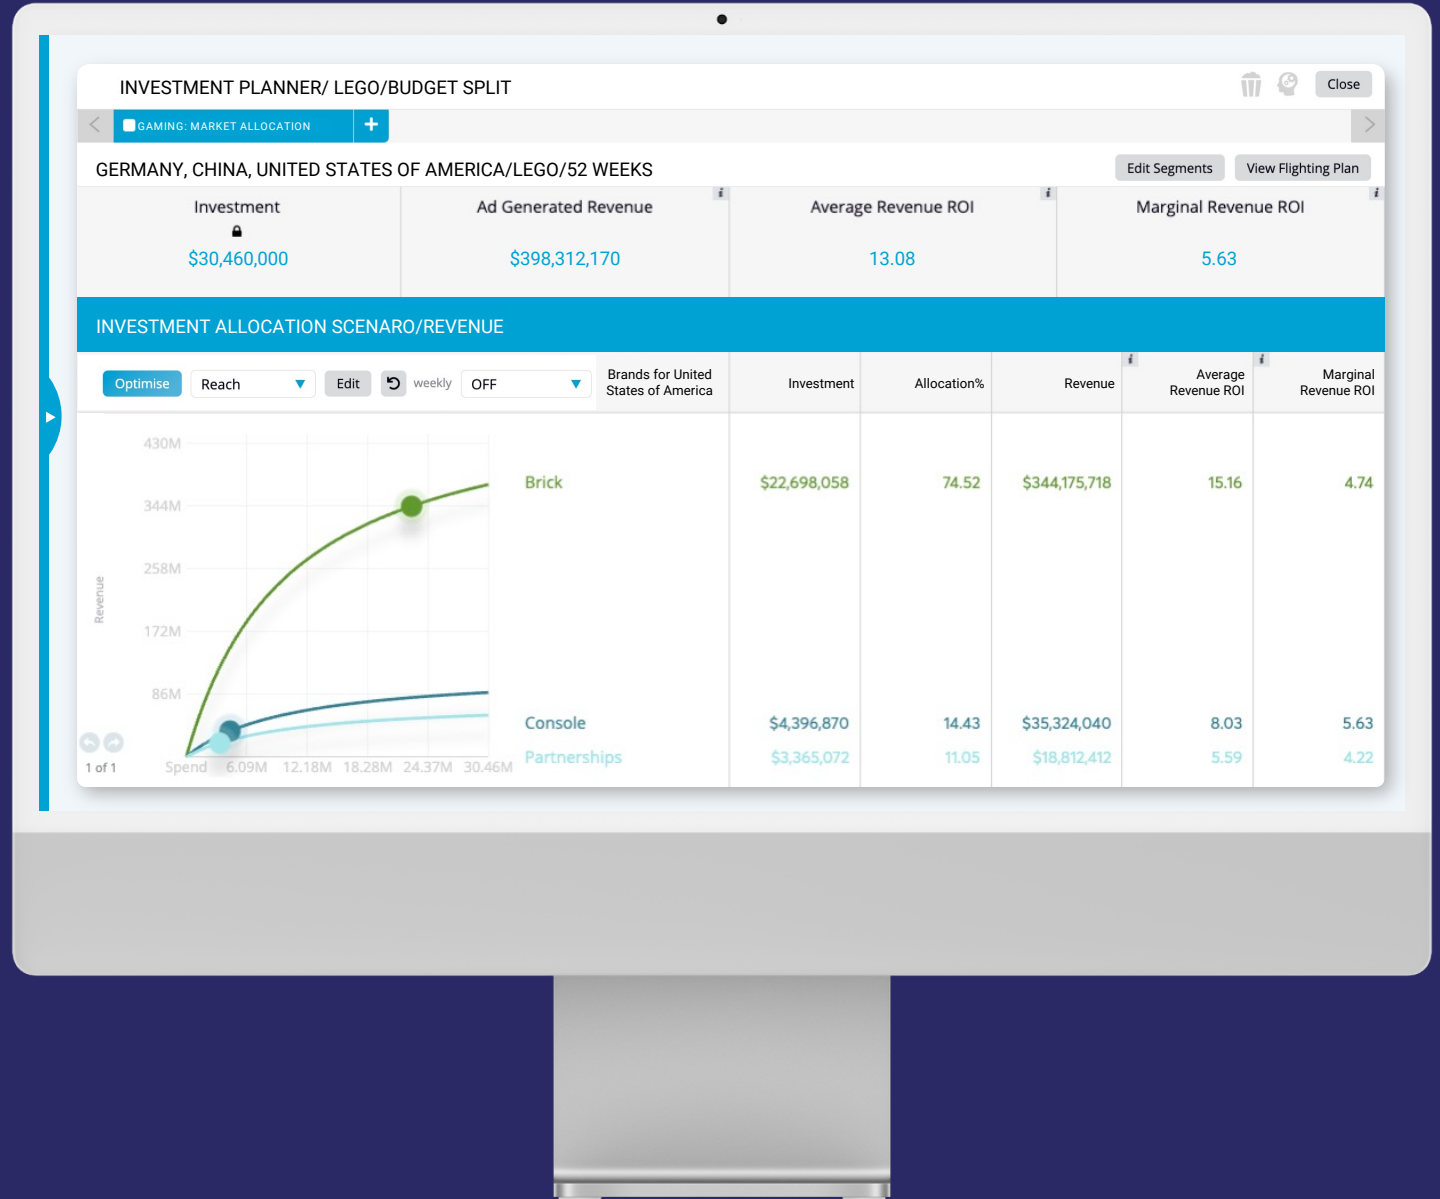 INVESTMENT PLANNER/ LEGO/BUDGET SPLIT
Close
GAMING: MARKET ALLOCATION
+
GERMANY, CHINA, UNITED STATES OF AMERICA/LEGO/52 WEEKS
Edit Segments
View Flighting Plan
Investment
Ad Generated Revenue
i
Average Revenue ROI
i
Marginal Revenue ROI
i
$30,460,000
$398,312,170
13.08
5.63
INVESTMENT ALLOCATION SCENARO/REVENUE
Optimise
Reach
Edit
weekly
OFF
Brands for United
States of America
Investment
Allocation%
Revenue
i
Average
Revenue ROI
i
Marginal
Revenue ROI
430M
344M
258M
172M
86M
Revenue
Spend 6.09M 12.18M 18.28M 24.37M 30.46M
1 of 1
Brick $22,698,058 74.52 $344,175,718 15.16 4.74
Console $4,396,870 14.43 $35,324,040 8.03 5.63
Partnerships $3,365,072 11.05 $18,812,412 5.59 4.22